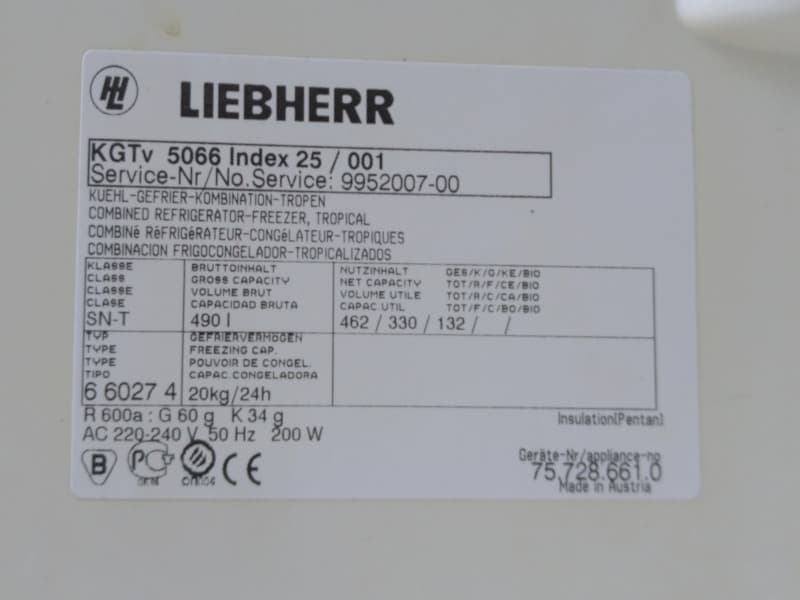 LIEBHERR
KGTv 5066 Index 25 / 001
Service-Nr/No.Service: 9952007-00
KUEHL-GEFRIER-KOMBINATION-TROPEN
COMBINED REFRIGERATOR-FREEZER, TROPICAL
COMBINé RéFRIGéRATEUR-CONGéLATEUR-TROPIQUES
COMBINACION FRIGOCONGELADOR-TROPICALIZADOS
KLASSE BRUTTOINHALT NUTZINHALT GES/K/G/KE/BIO
CLASS GROSS CAPACITY NET CAPACITY TOT/R/F/CE/BIO
CLASSE VOLUME BRUT VOLUME UTILE TOT/R/C/CA/BIO
CLASE CAPACIDAD BRUTA CAPAC.UTIL TOT/R/C/BO/BIO
SN-T 490 l 462 / 330 / 132 / /
TYP GEFRIERVERMÖGEN
TYPE FREEZING CAP.
TYPE POUVOIR DE CONGEL.
TIPO CAPAC.CONGELADORA
6 6027 4 20kg/24h
R 600a : G 60 g K 34 g
Insulation(Pentan)
AC 220-240 V 50 Hz 200 W
B PCT CE
Geräte-Nr/appliance-no
75.728.661.0
Made in Austria